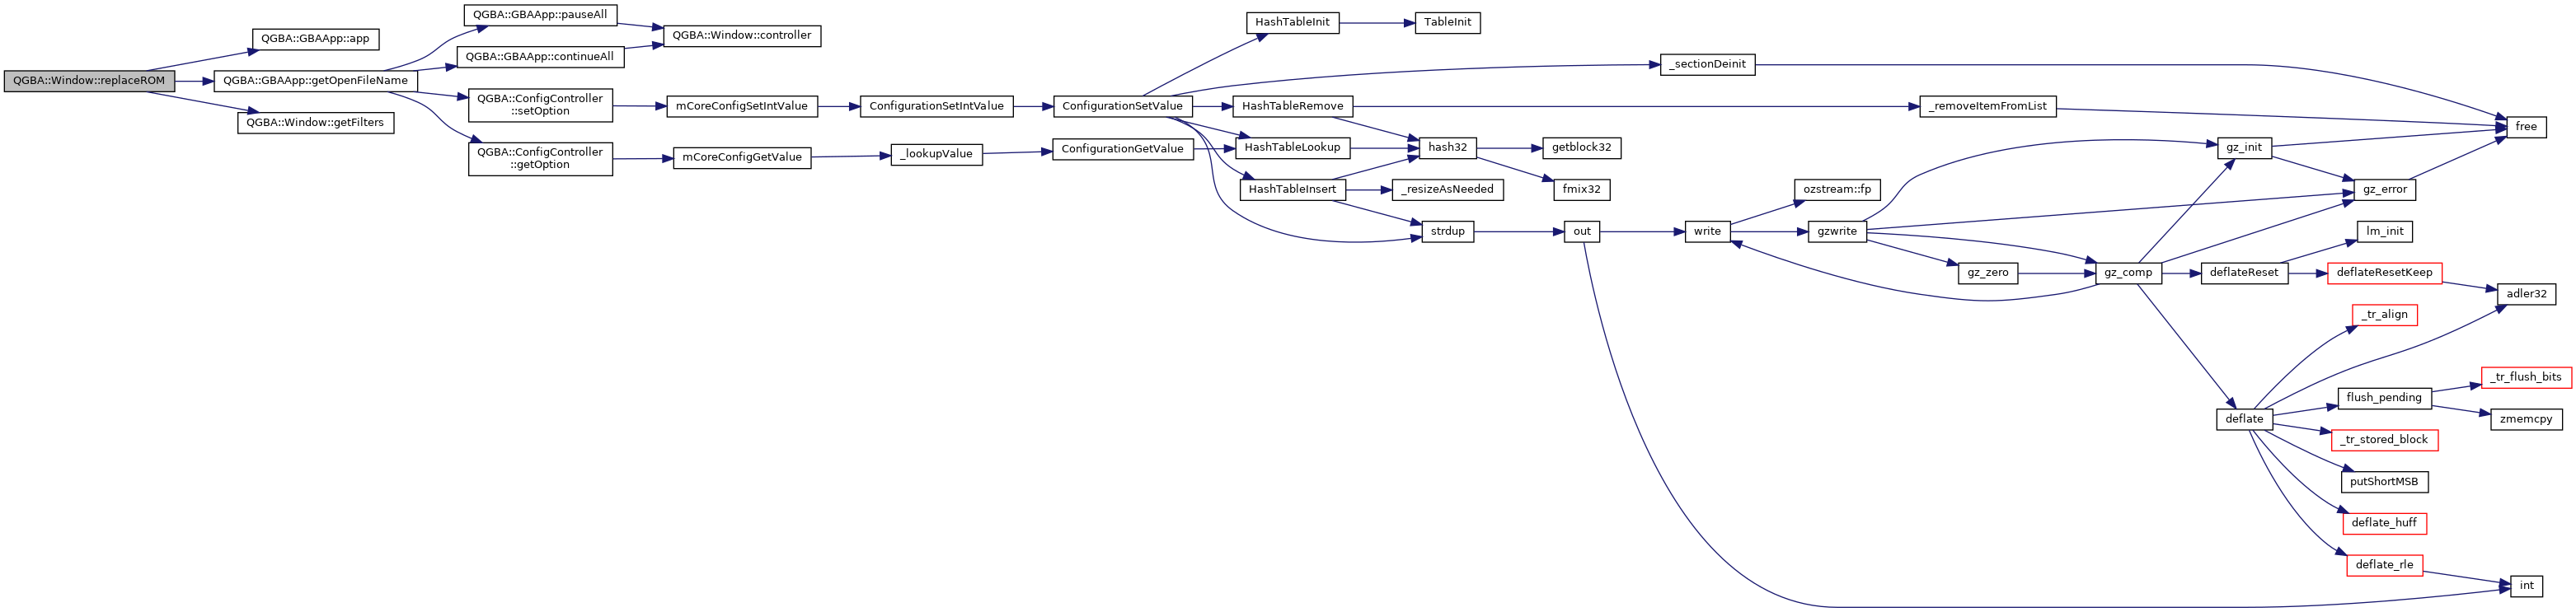 QGBA::Window::replaceROM
QGBA::GBAApp::app
QGBA::GBAApp::getOpenFileName
QGBA::Window::getFilters
QGBA::GBAApp::pauseAll
QGBA::GBAApp::continueAll
QGBA::Window::controller
QGBA::ConfigController
::setOption
QGBA::ConfigController
::getOption
mCoreConfigSetIntValue
mCoreConfigGetValue
ConfigurationSetIntValue
_lookupValue
ConfigurationSetValue
ConfigurationGetValue
HashTableInit
TableInit
_sectionDeinit
HashTableRemove
_removeItemFromList
HashTableLookup
HashTableInsert
hash32
getblock32
fmix32
_resizeAsNeeded
strdup
out
write
ozstream::fp
gzwrite
gz_zero
gz_comp
gz_init
gz_error
free
lm_init
deflateReset
deflateResetKeep
adler32
_tr_align
deflate
flush_pending
_tr_flush_bits
zmemcpy
_tr_stored_block
putShortMSB
deflate_huff
deflate_rle
int